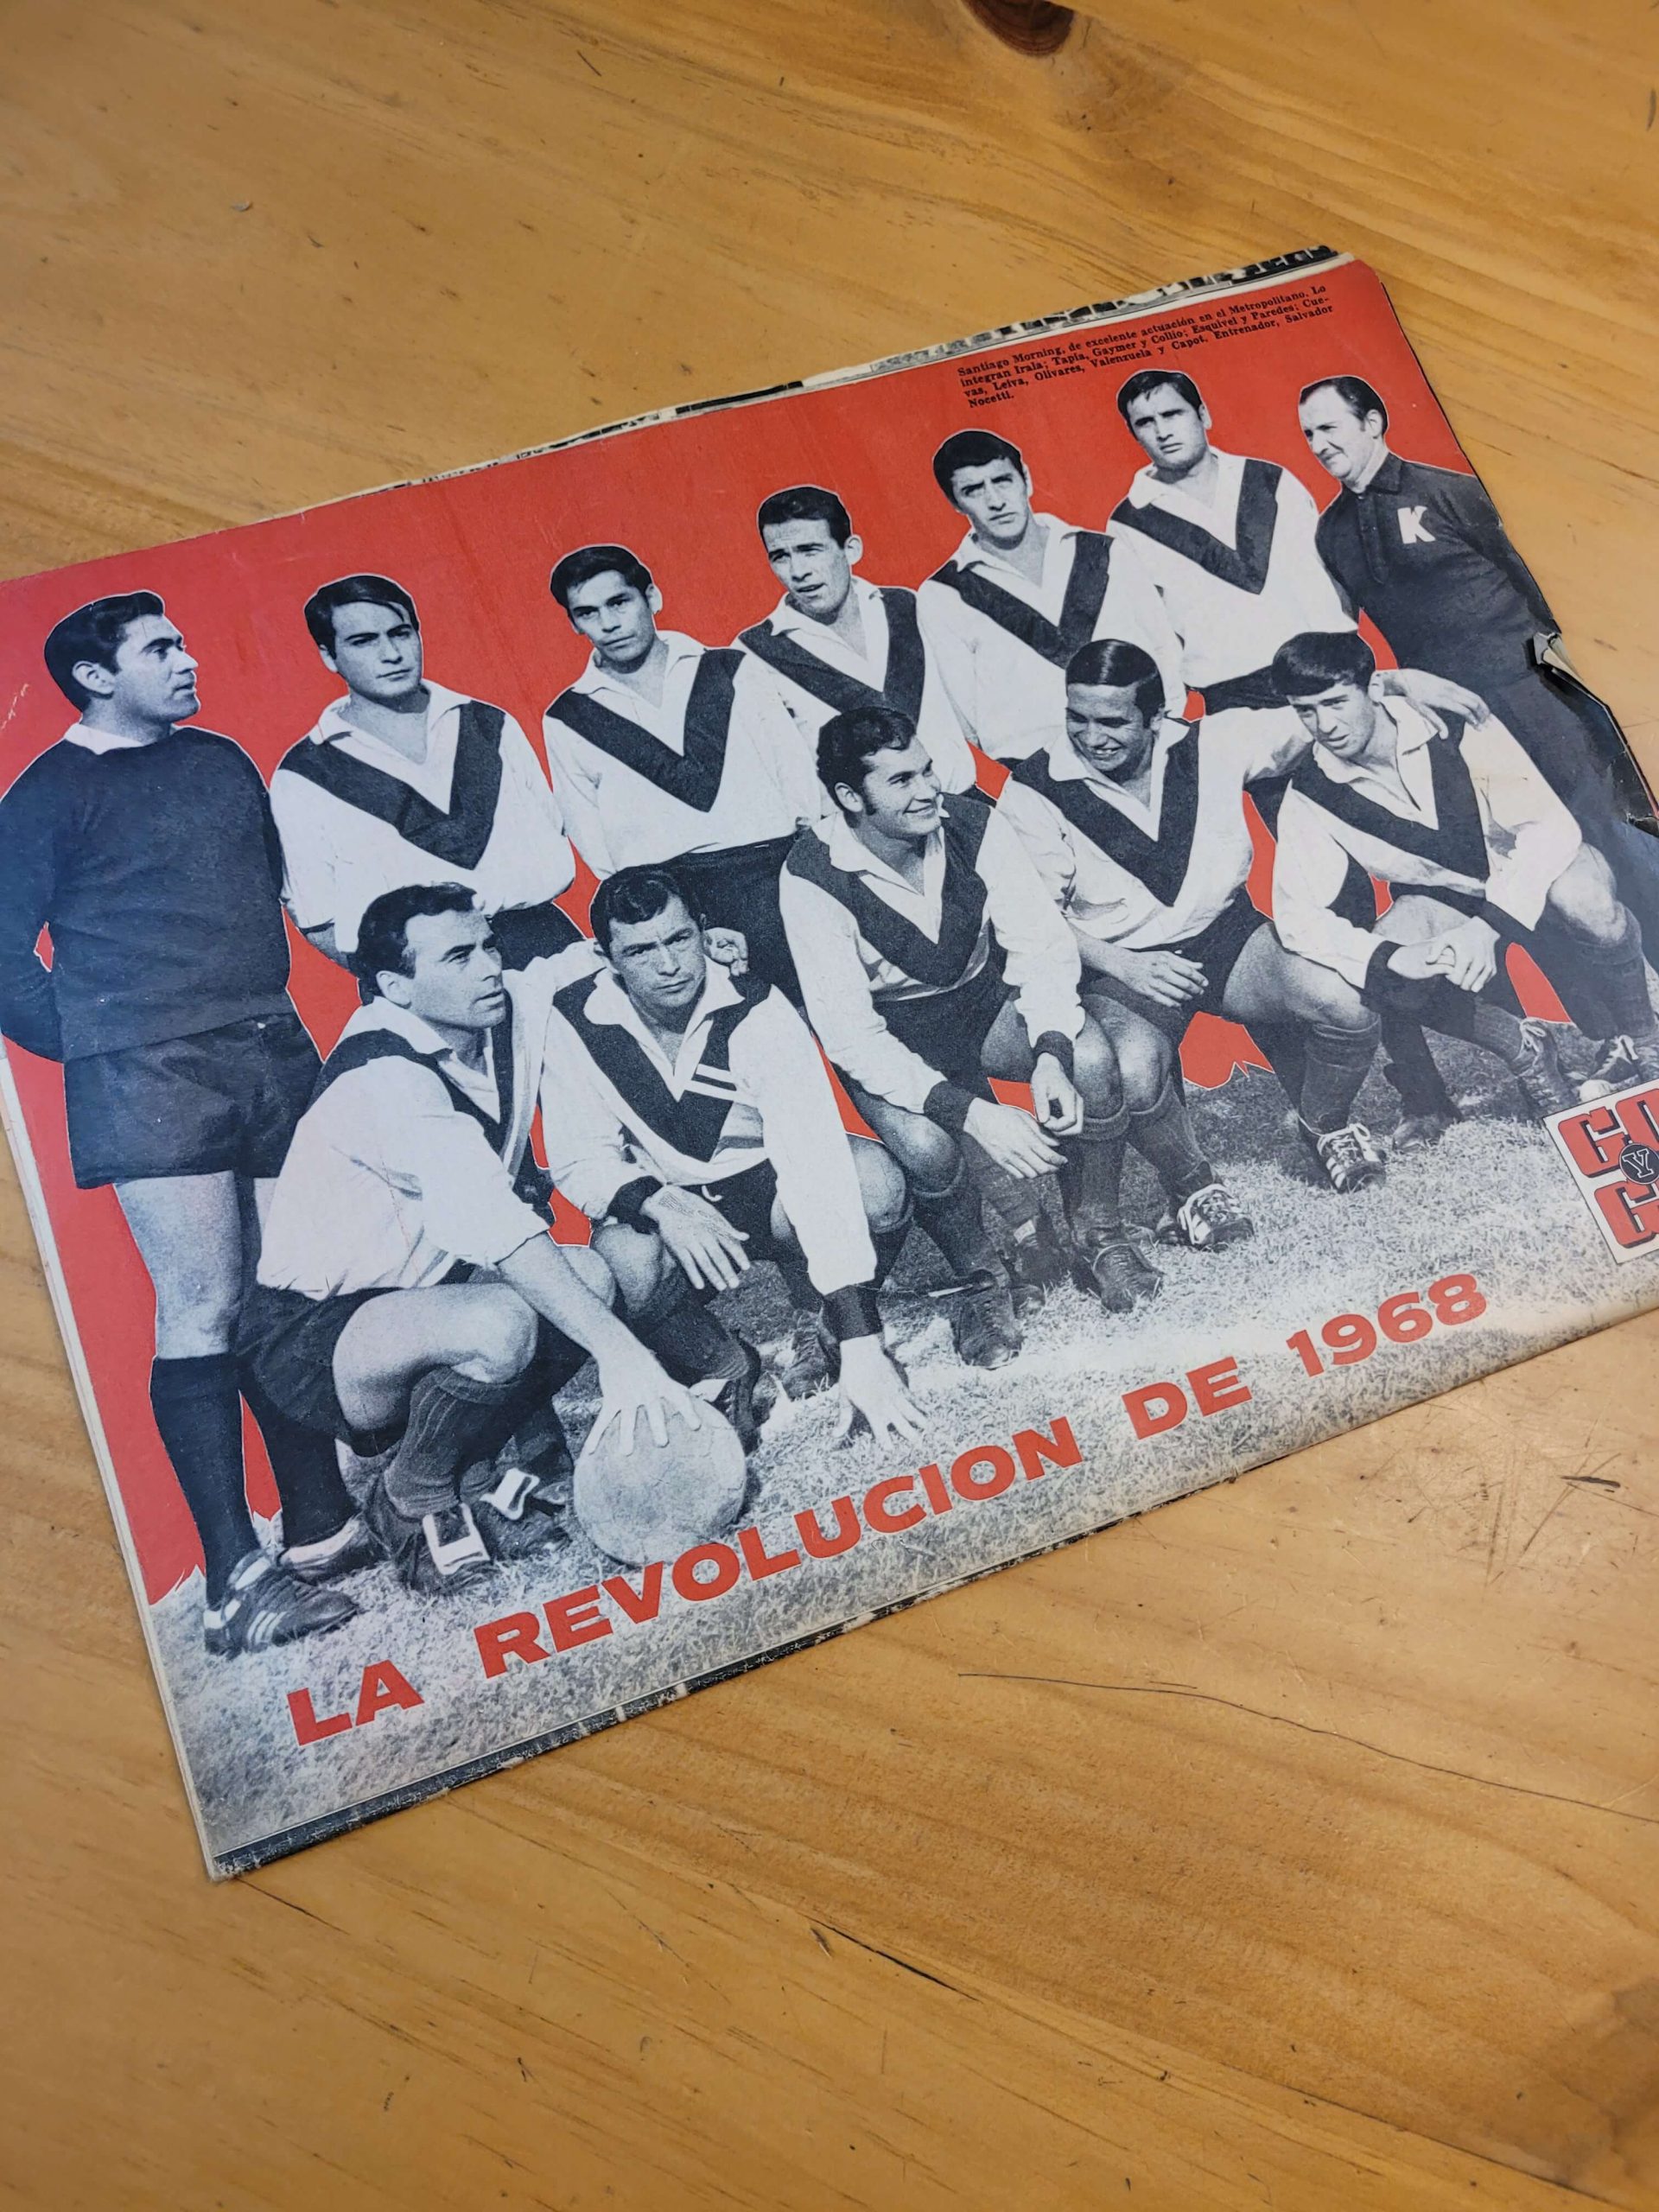 Santiago Morning, de excelente actuación en el Metropolitano. Lo
integran Irala; Tapia, Gaymer y Collio; Esquivel y Paredes; Cue-
vas, Leiva, Olivares, Valenzuela y Capot. Entrenador, Salvador
Nocetti.
K
GO
Y
G
LA REVOLUCION DE 1968